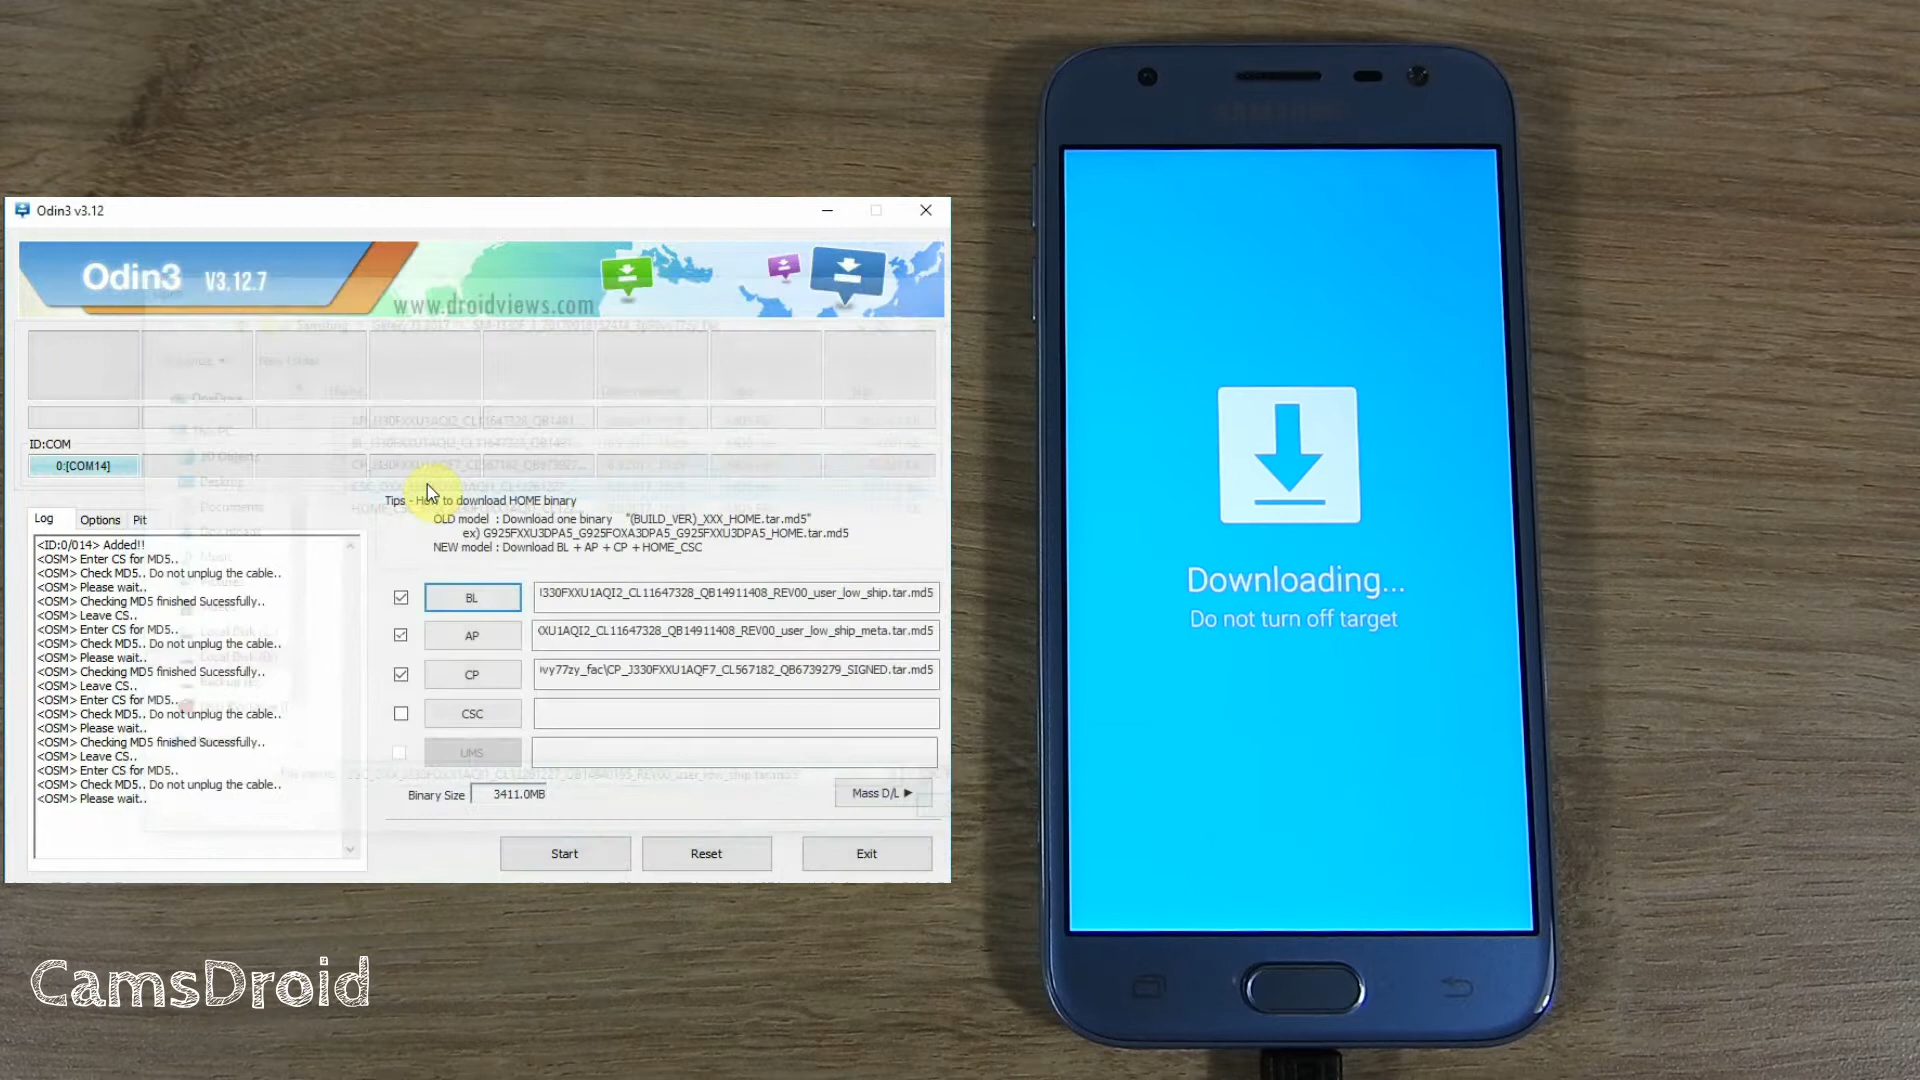 SAMSUNG
Odin3 v3.12
Odin3 V3.12.7
www.droidviews.com
ID:COM
0:[COM14]
Tips - How to download HOME binary
OLD model : Download one binary "(BUILD_VER)_XXX_HOME.tar.md5"
ex) G925FXXU3DPA5_G925FOXA3DPA5_G925FXXU3DPA5_HOME.tar.md5
NEW model : Download BL + AP + CP + HOME_CSC
Log Options Pit
<ID:0/014> Added!!
<OSM> Enter CS for MD5..
<OSM> Check MD5.. Do not unplug the cable..
<OSM> Please wait..
<OSM> Checking MD5 finished Sucessfully..
<OSM> Leave CS..
<OSM> Enter CS for MD5..
<OSM> Check MD5.. Do not unplug the cable..
<OSM> Please wait..
<OSM> Checking MD5 finished Sucessfully..
<OSM> Leave CS..
<OSM> Enter CS for MD5..
<OSM> Check MD5.. Do not unplug the cable..
<OSM> Please wait..
<OSM> Checking MD5 finished Sucessfully..
<OSM> Leave CS..
<OSM> Enter CS for MD5..
<OSM> Check MD5.. Do not unplug the cable..
<OSM> Please wait..
BL J330FXXU1AQI2_CL11647328_QB14911408_REV00_user_low_ship.tar.md5
AP XXU1AQI2_CL11647328_QB14911408_REV00_user_low_ship_meta.tar.md5
CP vy77zy_fac\CP_J330FXXU1AQF7_CL567182_QB6739279_SIGNED.tar.md5
CSC
UMS
Binary Size 3411.0MB
Mass D/L ►
Start Reset Exit
Downloading...
Do not turn off target
CamsDroid